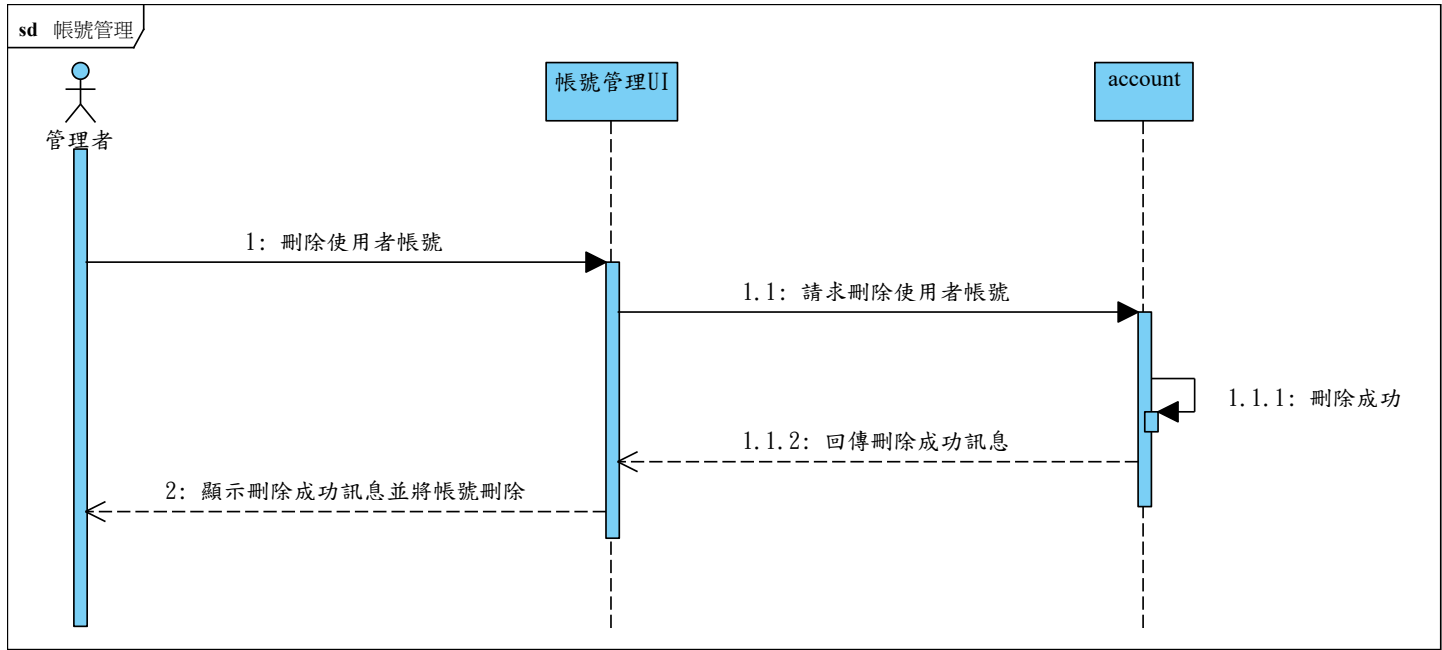 sd 帳號管理
管理者
帳號管理UI
account
1: 刪除使用者帳號
1.1: 請求刪除使用者帳號
1.1.1: 刪除成功
1.1.2: 回傳刪除成功訊息
2: 顯示刪除成功訊息並將帳號刪除